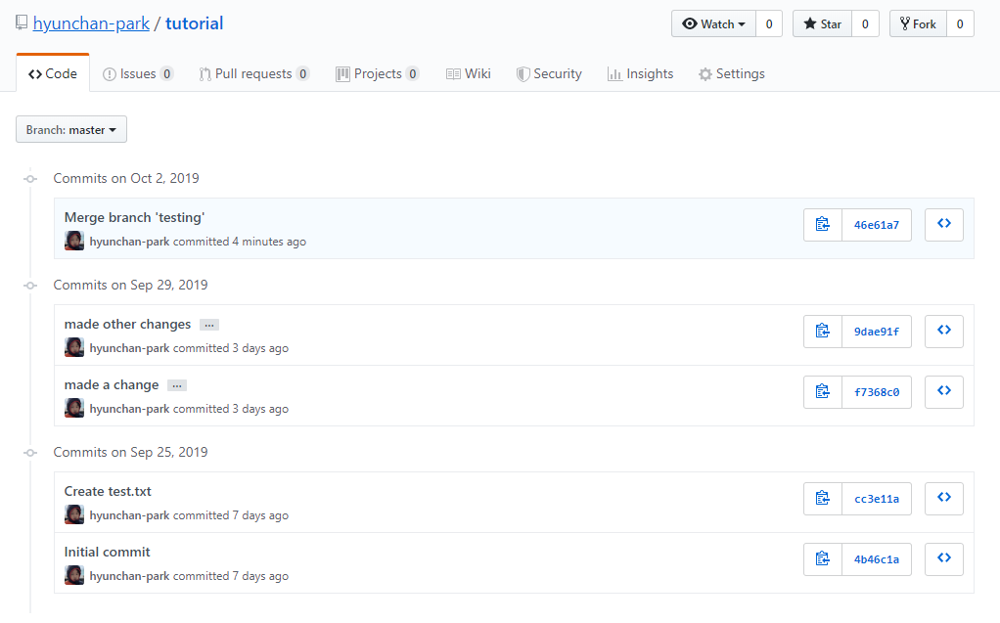 hyunchan-park / tutorial
Watch 0 Star 0 Fork 0
Code Issues 0 Pull requests 0 Projects 0 Wiki Security Insights Settings
Branch: master
Commits on Oct 2, 2019
Merge branch 'testing'
hyunchan-park committed 4 minutes ago
46e61a7
Commits on Sep 29, 2019
made other changes ...
hyunchan-park committed 3 days ago
9dae91f
made a change ...
hyunchan-park committed 3 days ago
f7368c0
Commits on Sep 25, 2019
Create test.txt
hyunchan-park committed 7 days ago
cc3e11a
Initial commit
hyunchan-park committed 7 days ago
4b46c1a